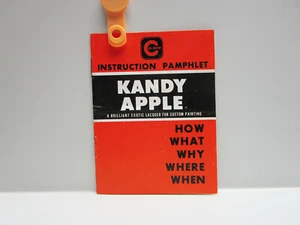 INSTRUCTION PAMPHLET
KANDY
APPLE
A BRILLIANT EXOTIC LACQUER FOR CUSTOM PAINTING
HOW
WHAT
WHY
WHERE
WHEN